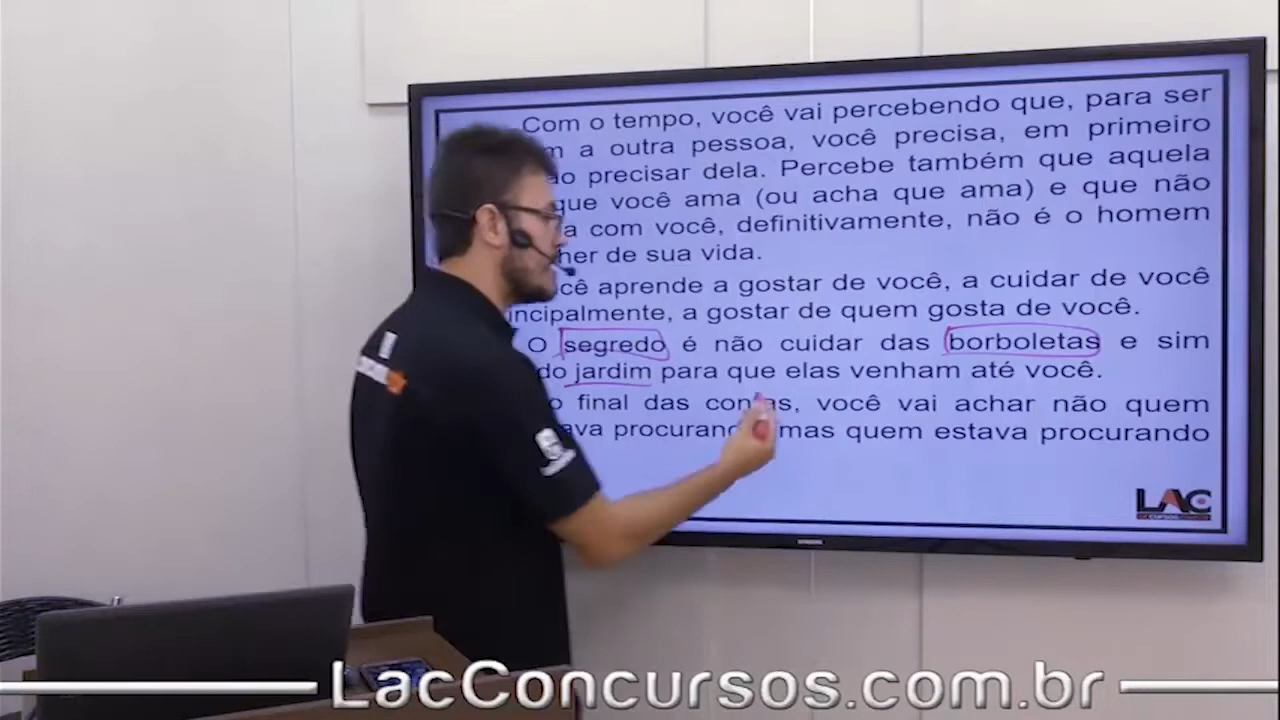 Com o tempo, você vai percebendo que, para ser
a outra pessoa, você precisa, em primeiro
precisar dela. Percebe também que aquela
que você ama (ou acha que ama) e que não
com você, definitivamente, não é o homem
de sua vida.
aprende a gostar de você, a cuidar de você
a gostar de quem gosta de você.
O segredo é não cuidar das borboletas e sim
do jardim para que elas venham até você.
final das contas, você vai achar não quem
mas quem estava procurando
LAC
LacConcursos.com.br